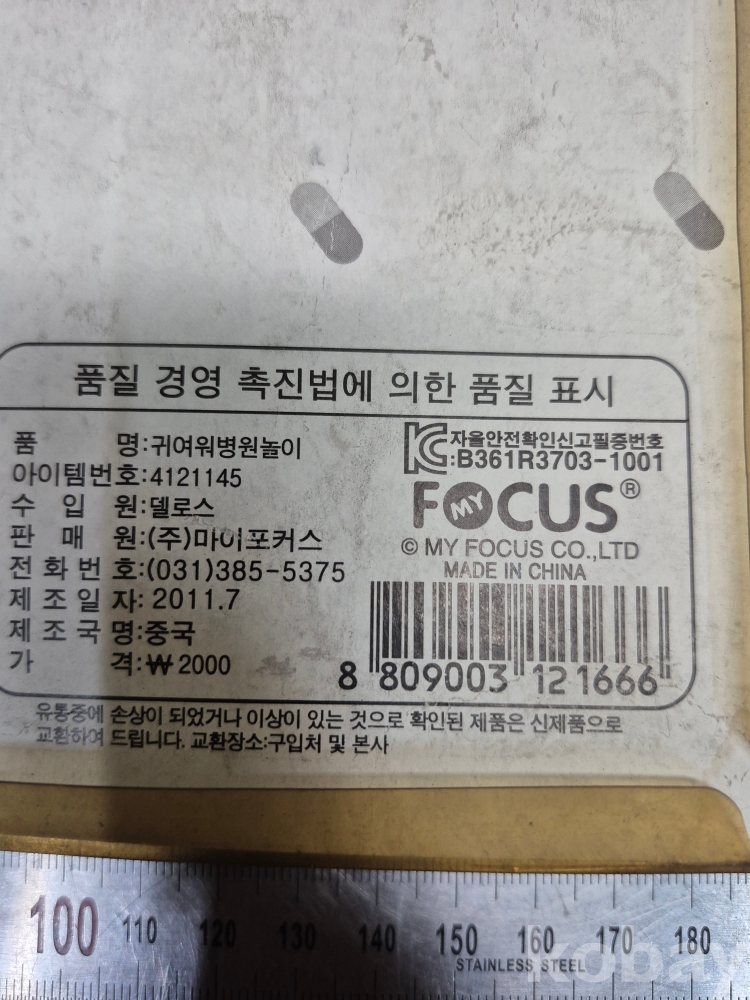 품질 경영 촉진법에 의한 품질 표시
품 명:귀여워병원놀이
아이템번호:4121145
수 입 원:델로스
판 매 원:(주)마이포커스
전 화 번 호:(031)385-5375
제 조 일 자: 2011.7
제 조 국 명:중국
가 격:₩2000
자율안전확인신고필증번호
:B361R3703-1001
FOCUS®
MY
© MY FOCUS CO.,LTD
MADE IN CHINA
8 809003 121666
유통중에 손상이 되었거나 이상이 있는 것으로 확인된 제품은 신제품으로
교환하여 드립니다. 교환장소:구입처 및 본사
100 110 120 130 140 150 160 170 180
STAINLESS STEEL
kobay